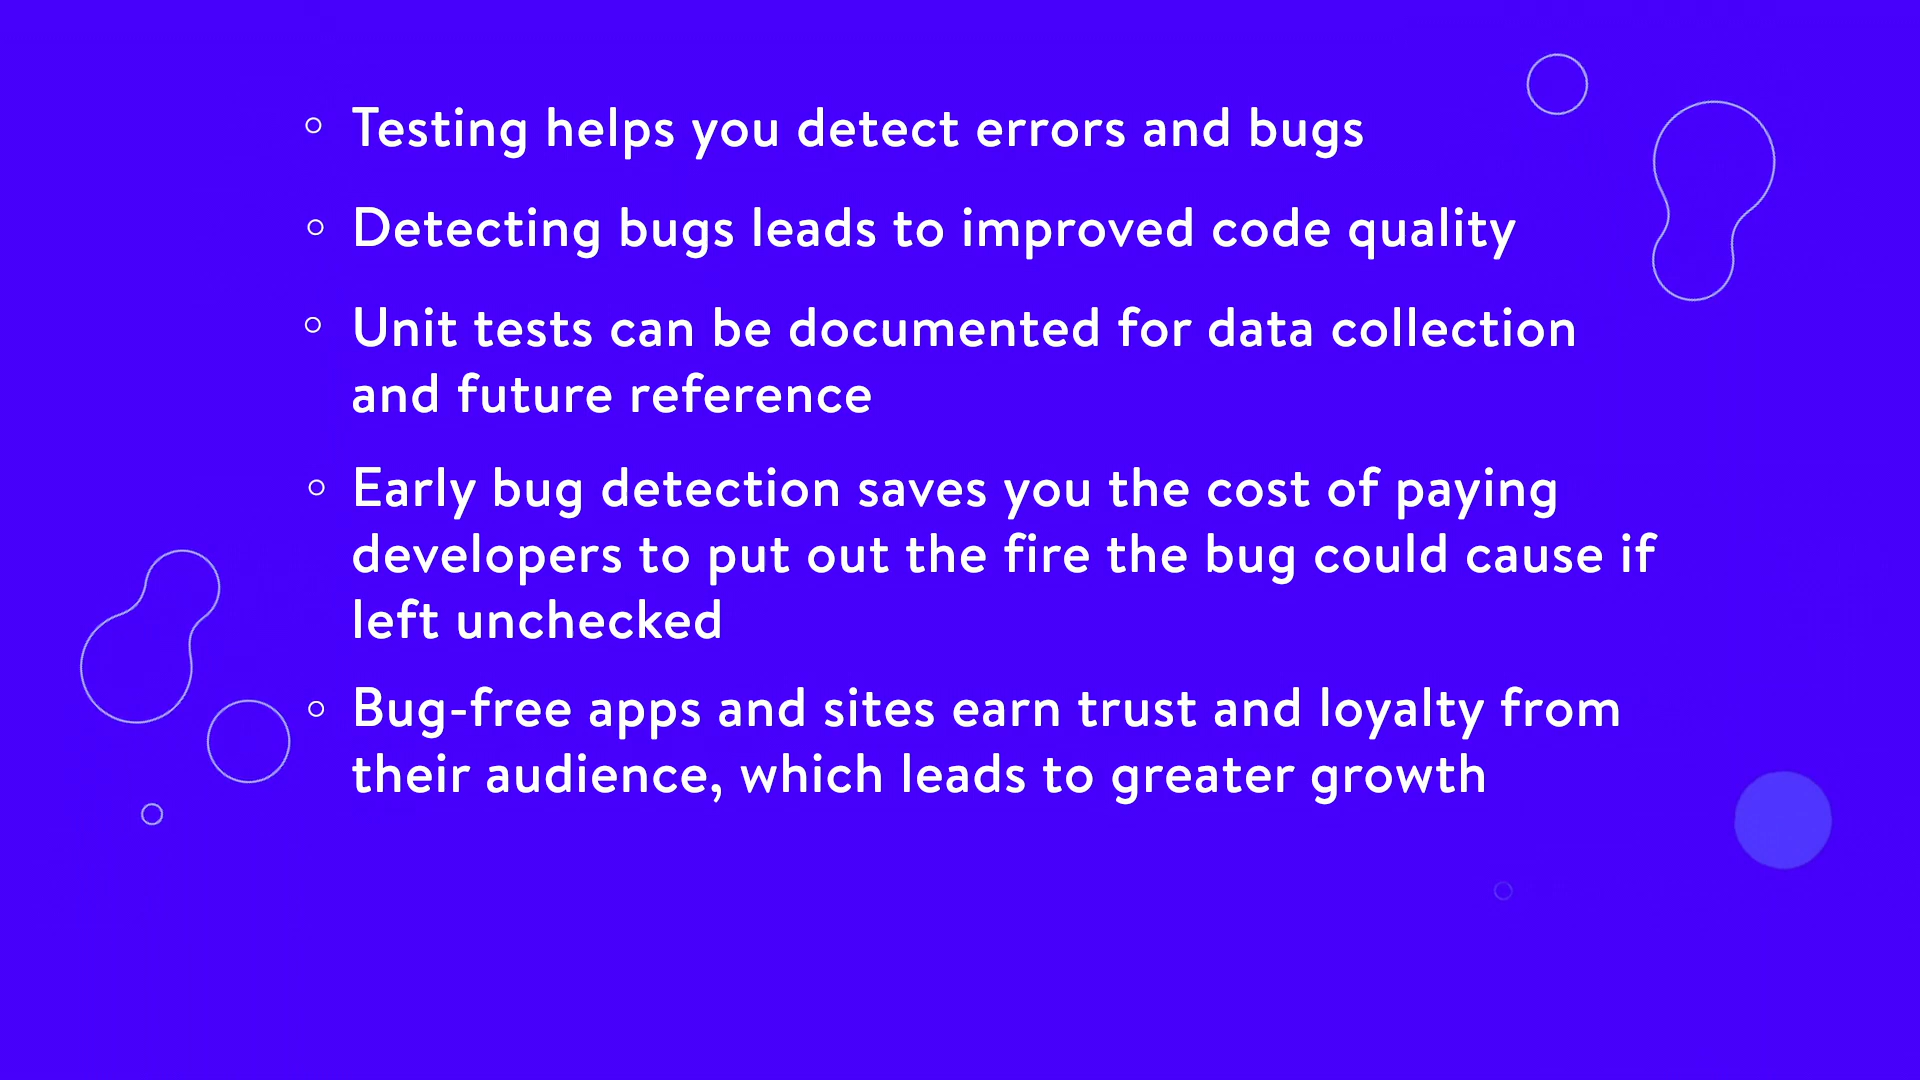 Testing helps you detect errors and bugs
Detecting bugs leads to improved code quality
Unit tests can be documented for data collection
and future reference
Early bug detection saves you the cost of paying
developers to put out the fire the bug could cause if
left unchecked
Bug-free apps and sites earn trust and loyalty from
their audience, which leads to greater growth